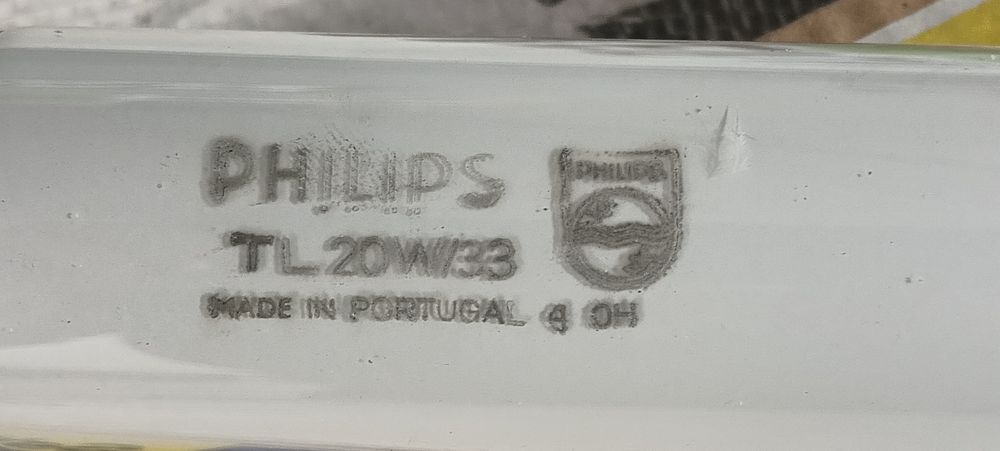 PHILIPS
PHILIPS
TL 20W/33
MADE IN PORTUGAL 4 OH